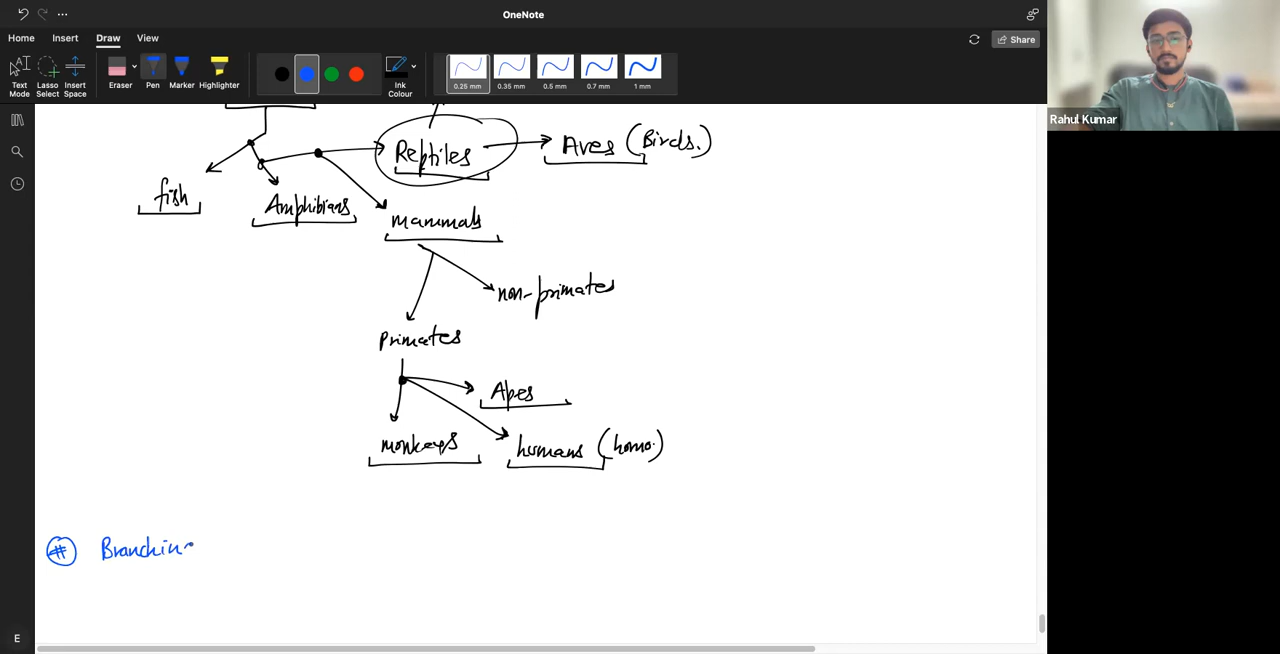 OneNote
Home Insert Draw View
Share
Text Mode
Lasso Select
Insert Space
Eraser
Pen
Marker
Highlighter
Ink Colour
0.25 mm
0.35 mm
0.5 mm
0.7 mm
1 mm
Rahul Kumar
Reptiles
Aves (Birds.)
fish
Amphibians
mammals
non-primates
Primates
Apes
monkeys
humans (homo.)
# Branchin
E